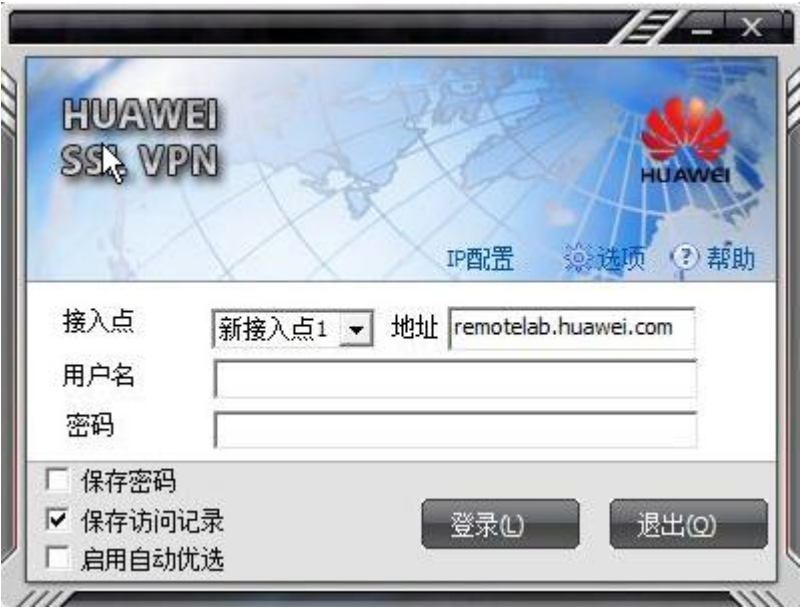 HUAWEI
SSL VPN
HUAWEI
IP配置 选项 ? 帮助
接入点 新接入点1 地址 remotelab.huawei.com
用户名
密码
保存密码
保存访问记录
启用自动优选
登录(L) 退出(Q)